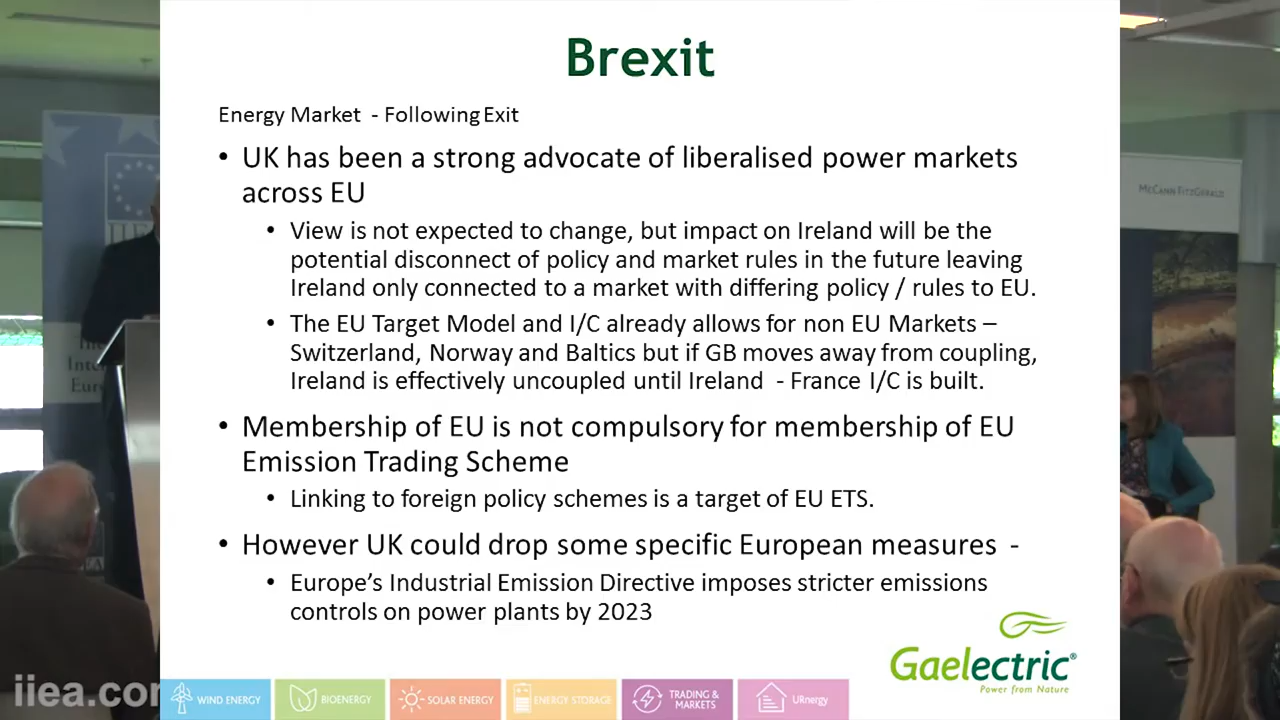 Brexit
Energy Market - Following Exit
• UK has been a strong advocate of liberalised power markets
across EU
• View is not expected to change, but impact on Ireland will be the
potential disconnect of policy and market rules in the future leaving
Ireland only connected to a market with differing policy / rules to EU.
• The EU Target Model and I/C already allows for non EU Markets –
Switzerland, Norway and Baltics but if GB moves away from coupling,
Ireland is effectively uncoupled until Ireland - France I/C is built.
• Membership of EU is not compulsory for membership of EU
Emission Trading Scheme
• Linking to foreign policy schemes is a target of EU ETS.
• However UK could drop some specific European measures -
• Europe's Industrial Emission Directive imposes stricter emissions
controls on power plants by 2023
Gaelectric®
Power from Nature
WIND ENERGY
BIOENERGY
SOLAR ENERGY
ENERGY STORAGE
TRADING &
MARKETS
URnergy
iiea.com
McCann FitzGerald